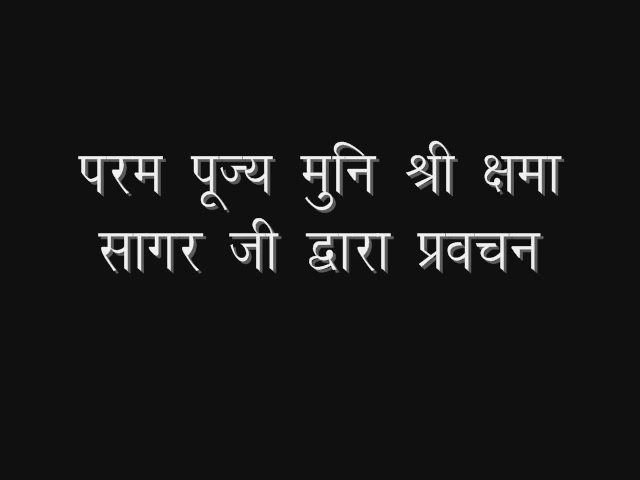 परम पूज्य मुनि श्री क्षमा
सागर जी द्वारा प्रवचन